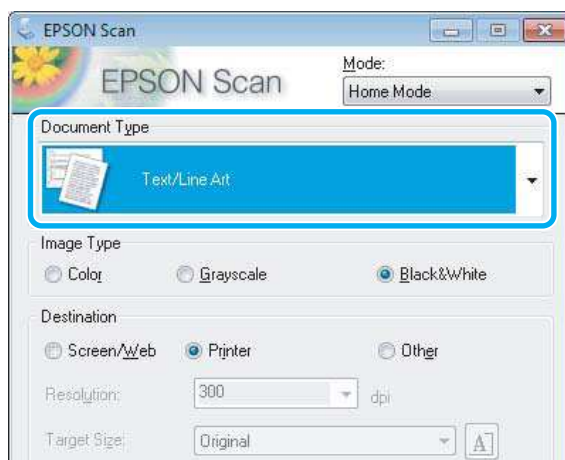 EPSON Scan
EPSON Scan
Mode:
Home Mode
Document Type
Text/Line Art
Image Type
Color
Grayscale
Black&White
Destination
Screen/Web
Printer
Other
Resolution:
300
dpi
Target Size:
Original
A